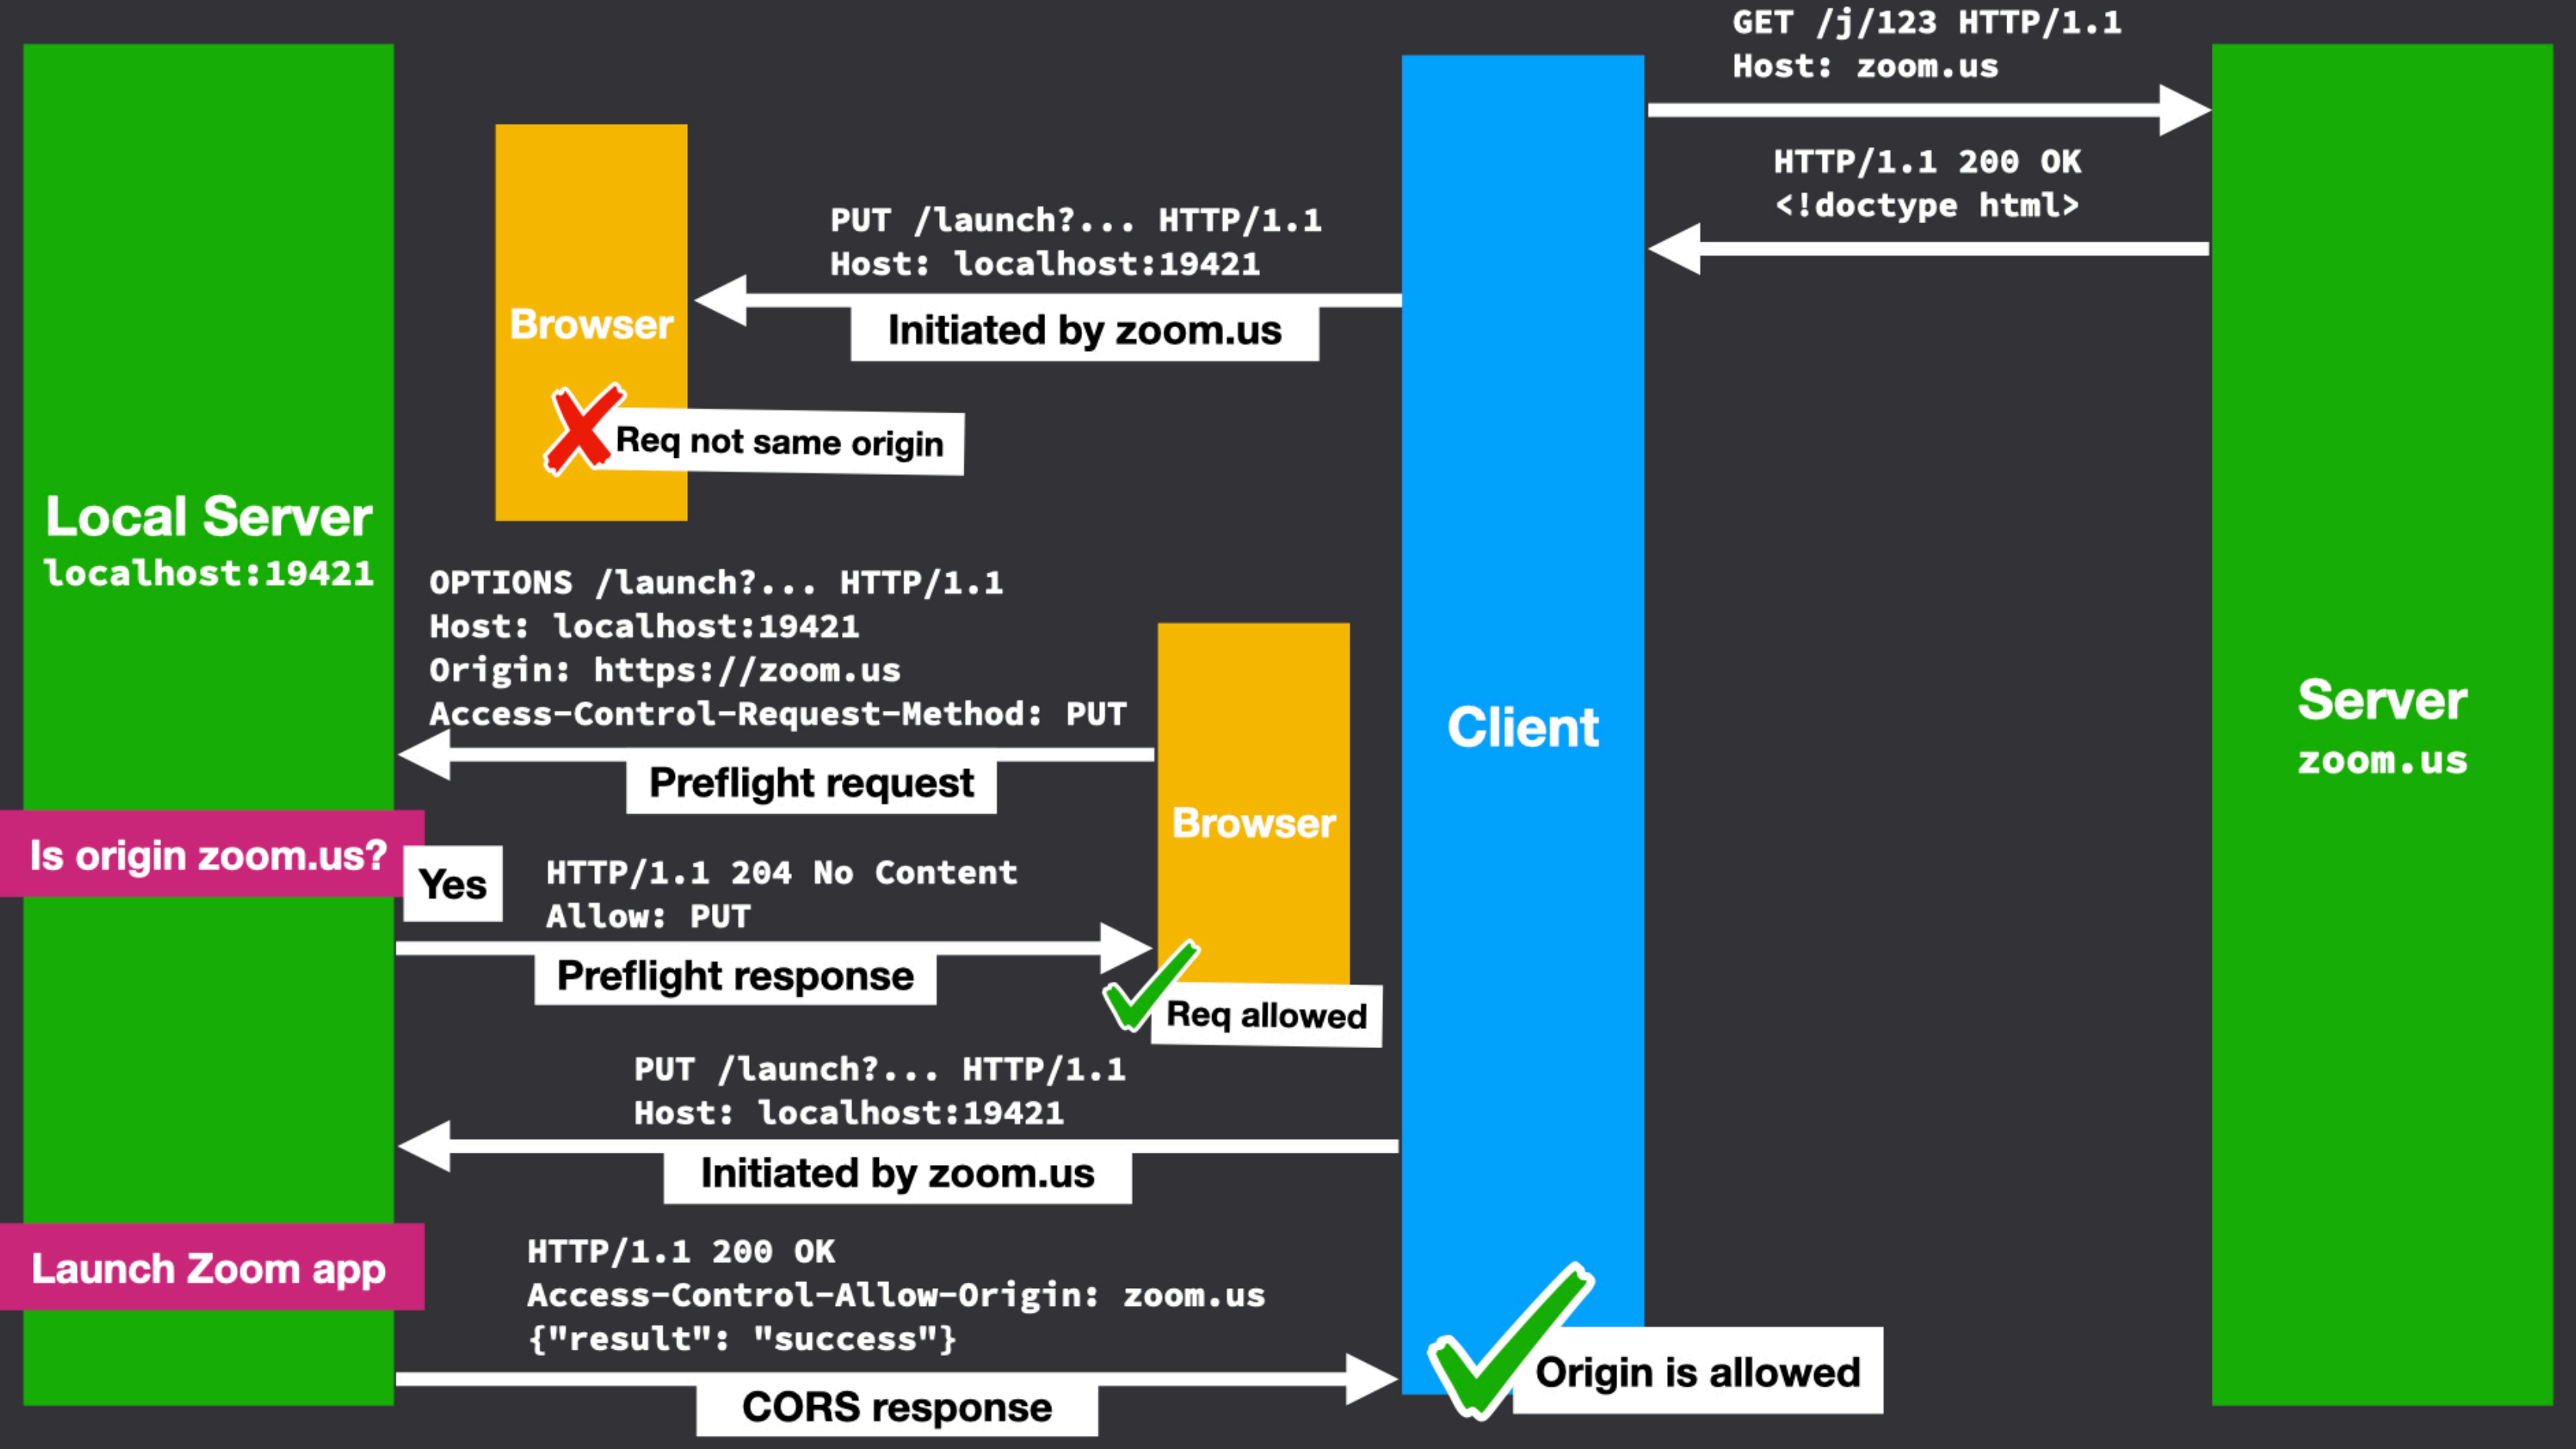 GET /j/123 HTTP/1.1
Host: zoom.us
HTTP/1.1 200 OK
<!doctype html>
PUT /launch?... HTTP/1.1
Host: localhost:19421
Initiated by zoom.us
Browser
Req not same origin
Local Server
localhost:19421
OPTIONS /launch?... HTTP/1.1
Host: localhost:19421
Origin: https://zoom.us
Access-Control-Request-Method: PUT
Preflight request
Browser
Client
Server
zoom.us
Is origin zoom.us?
Yes
HTTP/1.1 204 No Content
Allow: PUT
Preflight response
Req allowed
PUT /launch?... HTTP/1.1
Host: localhost:19421
Initiated by zoom.us
Launch Zoom app
HTTP/1.1 200 OK
Access-Control-Allow-Origin: zoom.us
{"result": "success"}
CORS response
Origin is allowed